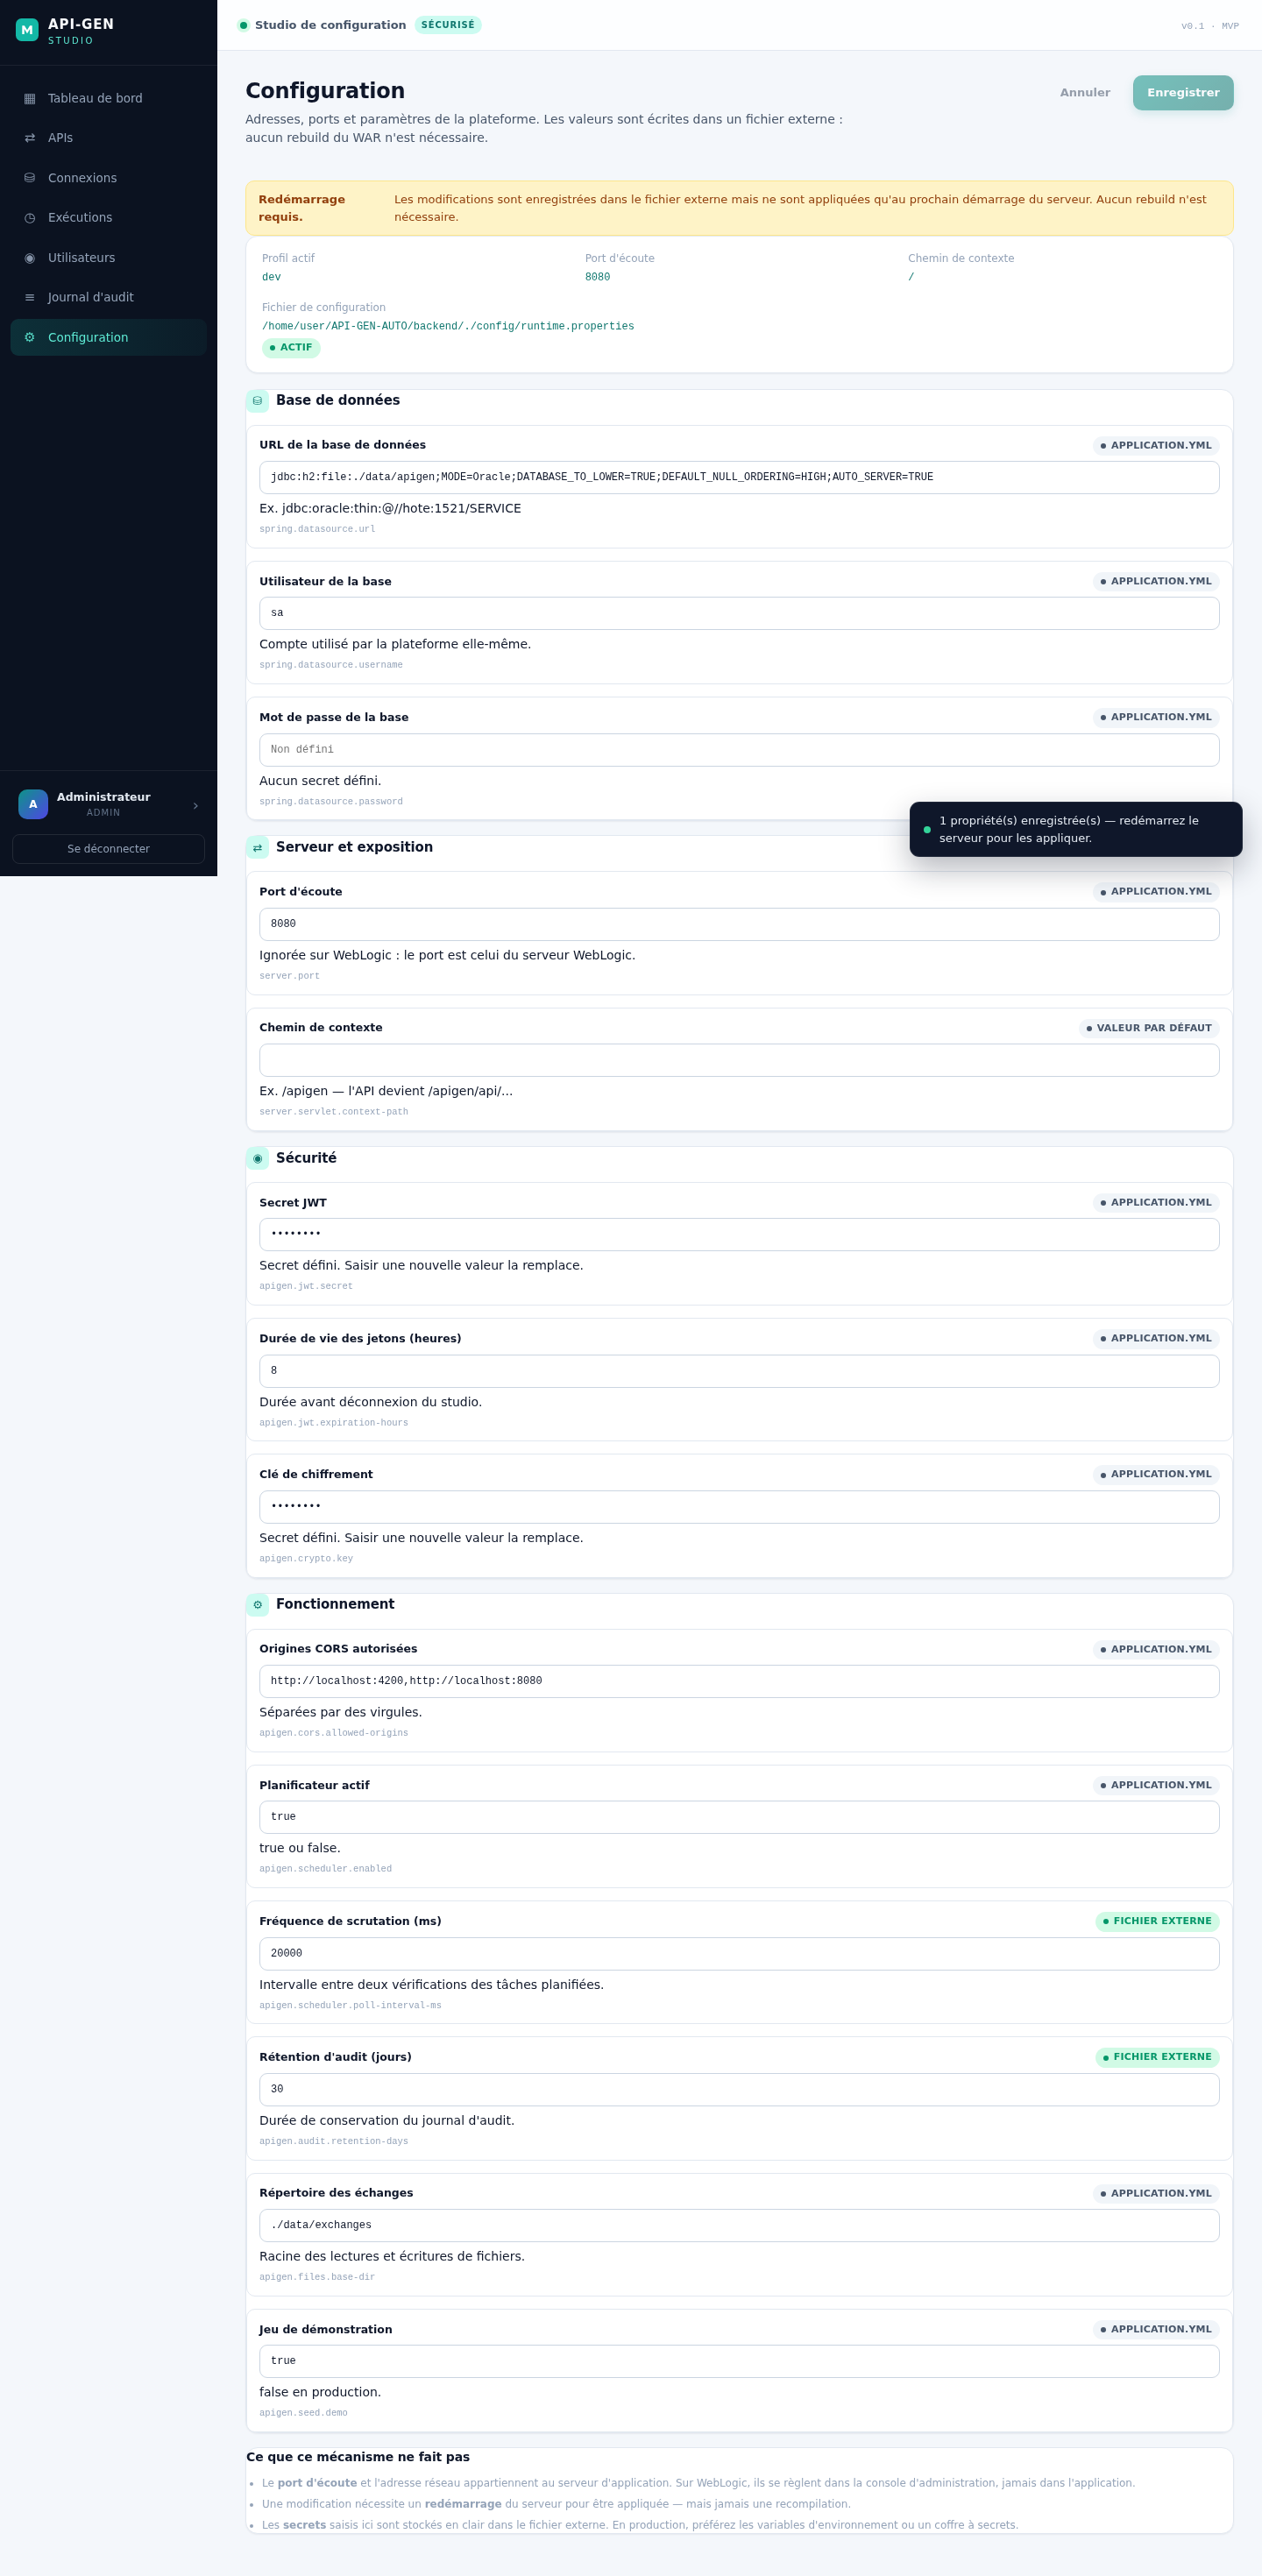 M
API-GEN
STUDIO
Tableau de bord
APIs
Connexions
Exécutions
Utilisateurs
Journal d'audit
Configuration
A
Administrateur
ADMIN
Se déconnecter
Studio de configuration
SÉCURISÉ
v0.1 · MVP
Configuration
Annuler
Enregistrer
Adresses, ports et paramètres de la plateforme. Les valeurs sont écrites dans un fichier externe :
aucun rebuild du WAR n'est nécessaire.
Redémarrage
requis.
Les modifications sont enregistrées dans le fichier externe mais ne sont appliquées qu'au prochain démarrage du serveur. Aucun rebuild n'est
nécessaire.
Profil actif
dev
Port d'écoute
8080
Chemin de contexte
/
Fichier de configuration
/home/user/API-GEN-AUTO/backend/./config/runtime.properties
ACTIF
Base de données
URL de la base de données
APPLICATION.YML
jdbc:h2:file:./data/apigen;MODE=Oracle;DATABASE_TO_LOWER=TRUE;DEFAULT_NULL_ORDERING=HIGH;AUTO_SERVER=TRUE
Ex. jdbc:oracle:thin:@//hote:1521/SERVICE
spring.datasource.url
Utilisateur de la base
APPLICATION.YML
sa
Compte utilisé par la plateforme elle-même.
spring.datasource.username
Mot de passe de la base
APPLICATION.YML
Non défini
Aucun secret défini.
spring.datasource.password
1 propriété(s) enregistrée(s) — redémarrez le
serveur pour les appliquer.
Serveur et exposition
Port d'écoute
APPLICATION.YML
8080
Ignorée sur WebLogic : le port est celui du serveur WebLogic.
server.port
Chemin de contexte
VALEUR PAR DÉFAUT
Ex. /apigen — l'API devient /apigen/api/…
server.servlet.context-path
Sécurité
Secret JWT
APPLICATION.YML
••••••••
Secret défini. Saisir une nouvelle valeur la remplace.
apigen.jwt.secret
Durée de vie des jetons (heures)
APPLICATION.YML
8
Durée avant déconnexion du studio.
apigen.jwt.expiration-hours
Clé de chiffrement
APPLICATION.YML
••••••••
Secret défini. Saisir une nouvelle valeur la remplace.
apigen.crypto.key
Fonctionnement
Origines CORS autorisées
APPLICATION.YML
http://localhost:4200,http://localhost:8080
Séparées par des virgules.
apigen.cors.allowed-origins
Planificateur actif
APPLICATION.YML
true
true ou false.
apigen.scheduler.enabled
Fréquence de scrutation (ms)
FICHIER EXTERNE
20000
Intervalle entre deux vérifications des tâches planifiées.
apigen.scheduler.poll-interval-ms
Rétention d'audit (jours)
FICHIER EXTERNE
30
Durée de conservation du journal d'audit.
apigen.audit.retention-days
Répertoire des échanges
APPLICATION.YML
./data/exchanges
Racine des lectures et écritures de fichiers.
apigen.files.base-dir
Jeu de démonstration
APPLICATION.YML
true
false en production.
apigen.seed.demo
Ce que ce mécanisme ne fait pas
• Le port d'écoute et l'adresse réseau appartiennent au serveur d'application. Sur WebLogic, ils se règlent dans la console d'administration, jamais dans l'application.
• Une modification nécessite un redémarrage du serveur pour être appliquée — mais jamais une recompilation.
• Les secrets saisis ici sont stockés en clair dans le fichier externe. En production, préférez les variables d'environnement ou un coffre à secrets.